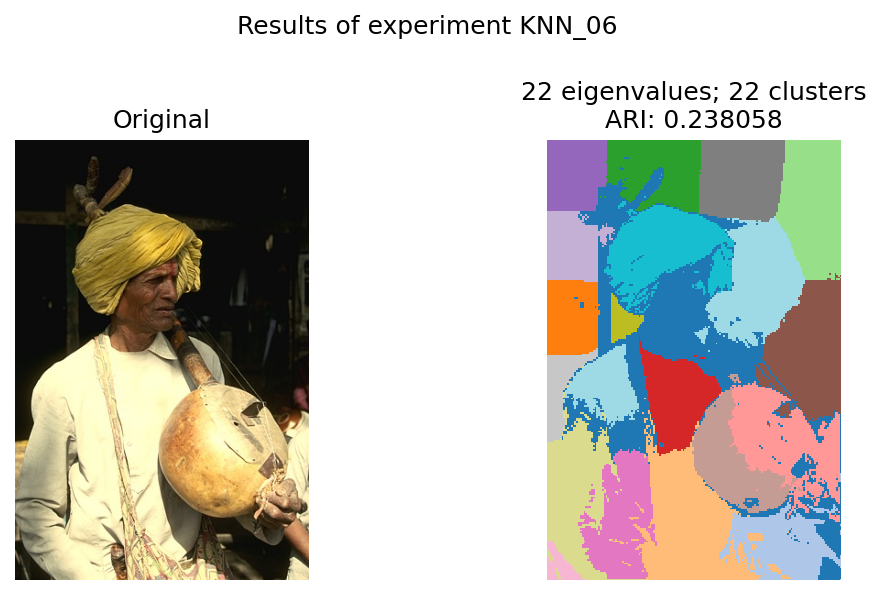 Results of experiment KNN_06
Original
22 eigenvalues; 22 clusters
ARI: 0.238058